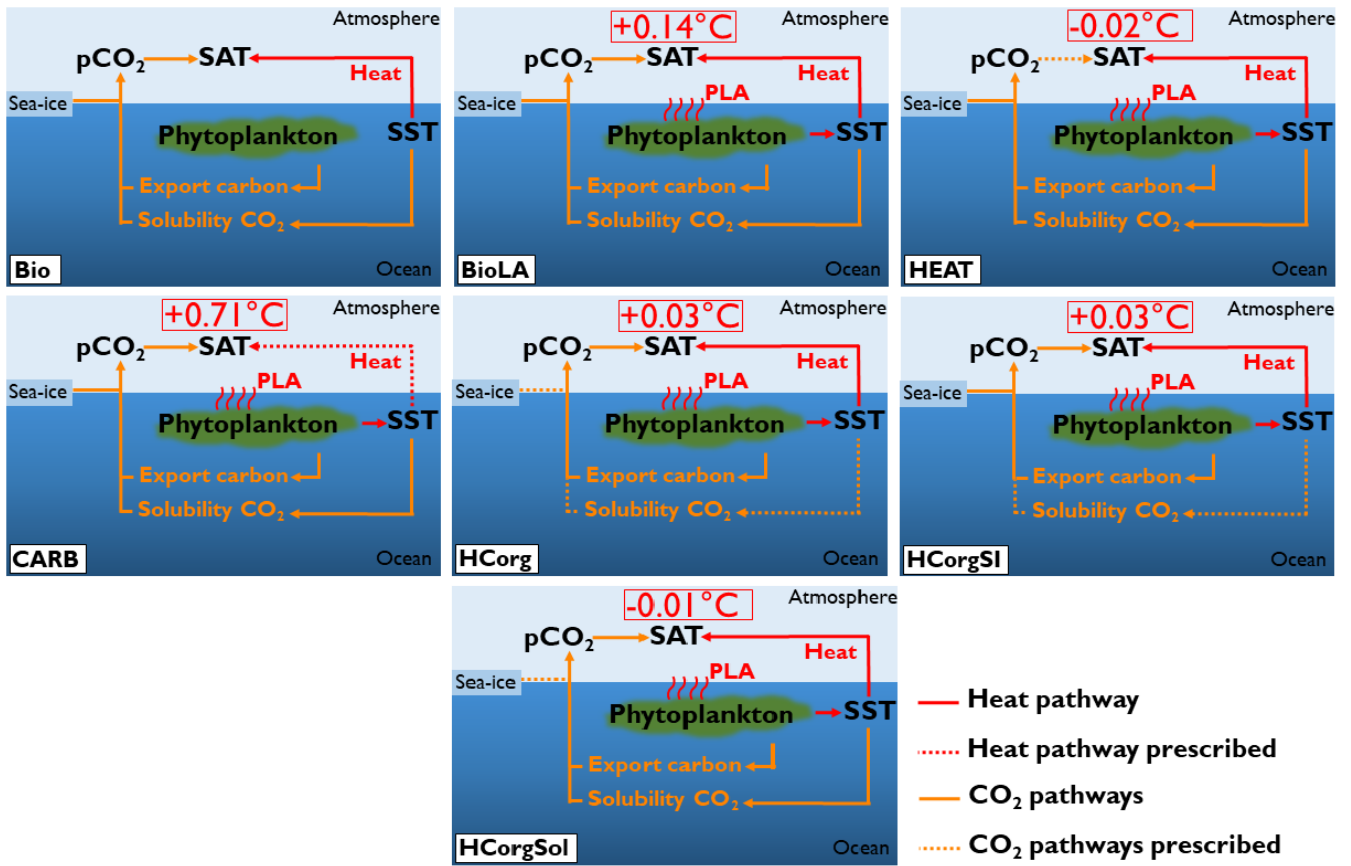 Atmosphere
pCO₂ SAT
Heat
Sea-ice
Phytoplankton SST
Export carbon
Solubility CO₂
Bio
Ocean
+0.14°C
Atmosphere
pCO₂ SAT
Heat
PLA
Sea-ice
Phytoplankton SST
Export carbon
Solubility CO₂
BioLA
Ocean
-0.02°C
Atmosphere
pCO₂ SAT
Heat
PLA
Sea-ice
Phytoplankton SST
Export carbon
Solubility CO₂
HEAT
Ocean
+0.71°C
Atmosphere
pCO₂ SAT
Heat
PLA
Sea-ice
Phytoplankton SST
Export carbon
Solubility CO₂
CARB
Ocean
+0.03°C
Atmosphere
pCO₂ SAT
Heat
PLA
Sea-ice
Phytoplankton SST
Export carbon
Solubility CO₂
HCorg
Ocean
+0.03°C
Atmosphere
pCO₂ SAT
Heat
PLA
Sea-ice
Phytoplankton SST
Export carbon
Solubility CO₂
HCorgSI
Ocean
-0.01°C
Atmosphere
pCO₂ SAT
Heat
PLA
Sea-ice
Phytoplankton SST
Export carbon
Solubility CO₂
HCorgSol
Ocean
Heat pathway
Heat pathway prescribed
CO₂ pathways
CO₂ pathways prescribed